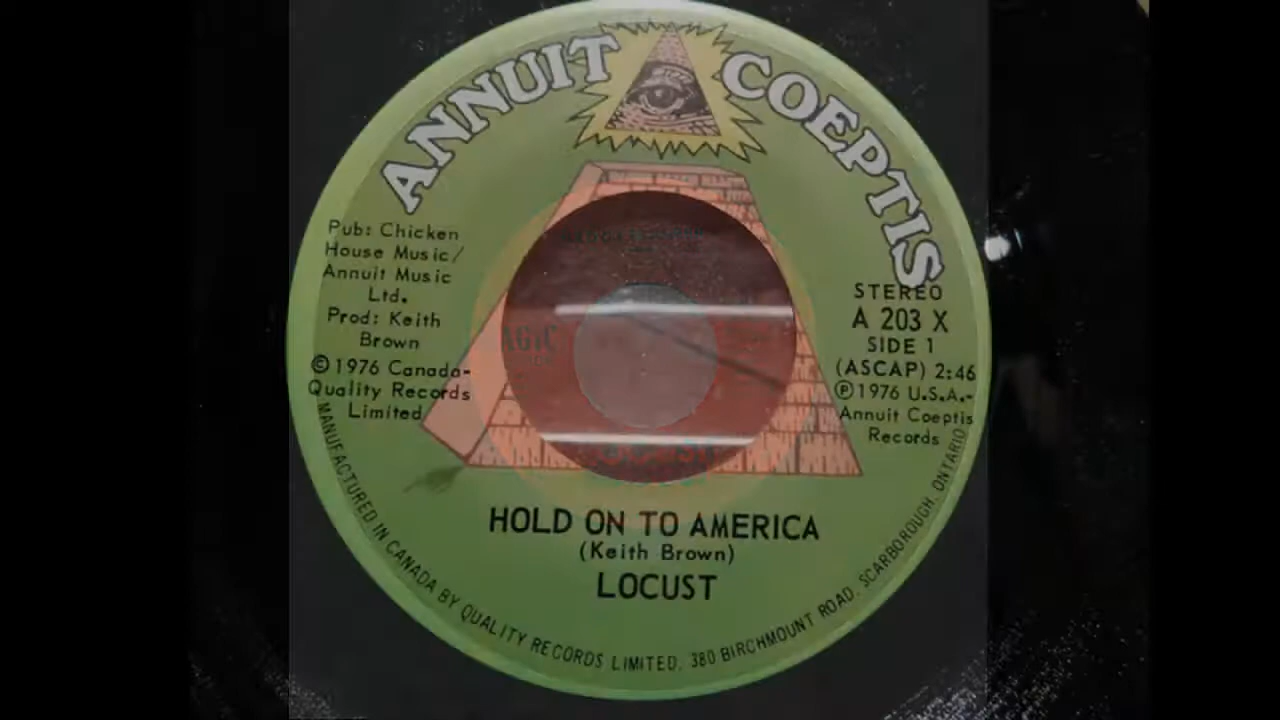 ANNUIT COEPTIS
Pub: Chicken
House Music/
Annuit Music
Ltd.
Prod: Keith
Brown
©1976 Canada-
Quality Records
Limited
STEREO
A 203 X
SIDE 1
(ASCAP) 2:46
℗1976 U.S.A.-
Annuit Coeptis
Records
HOLD ON TO AMERICA
(Keith Brown)
LOCUST
MANUFACTURED IN CANADA BY QUALITY RECORDS LIMITED, 380 BIRCHMOUNT ROAD, SCARBOROUGH, ONTARIO